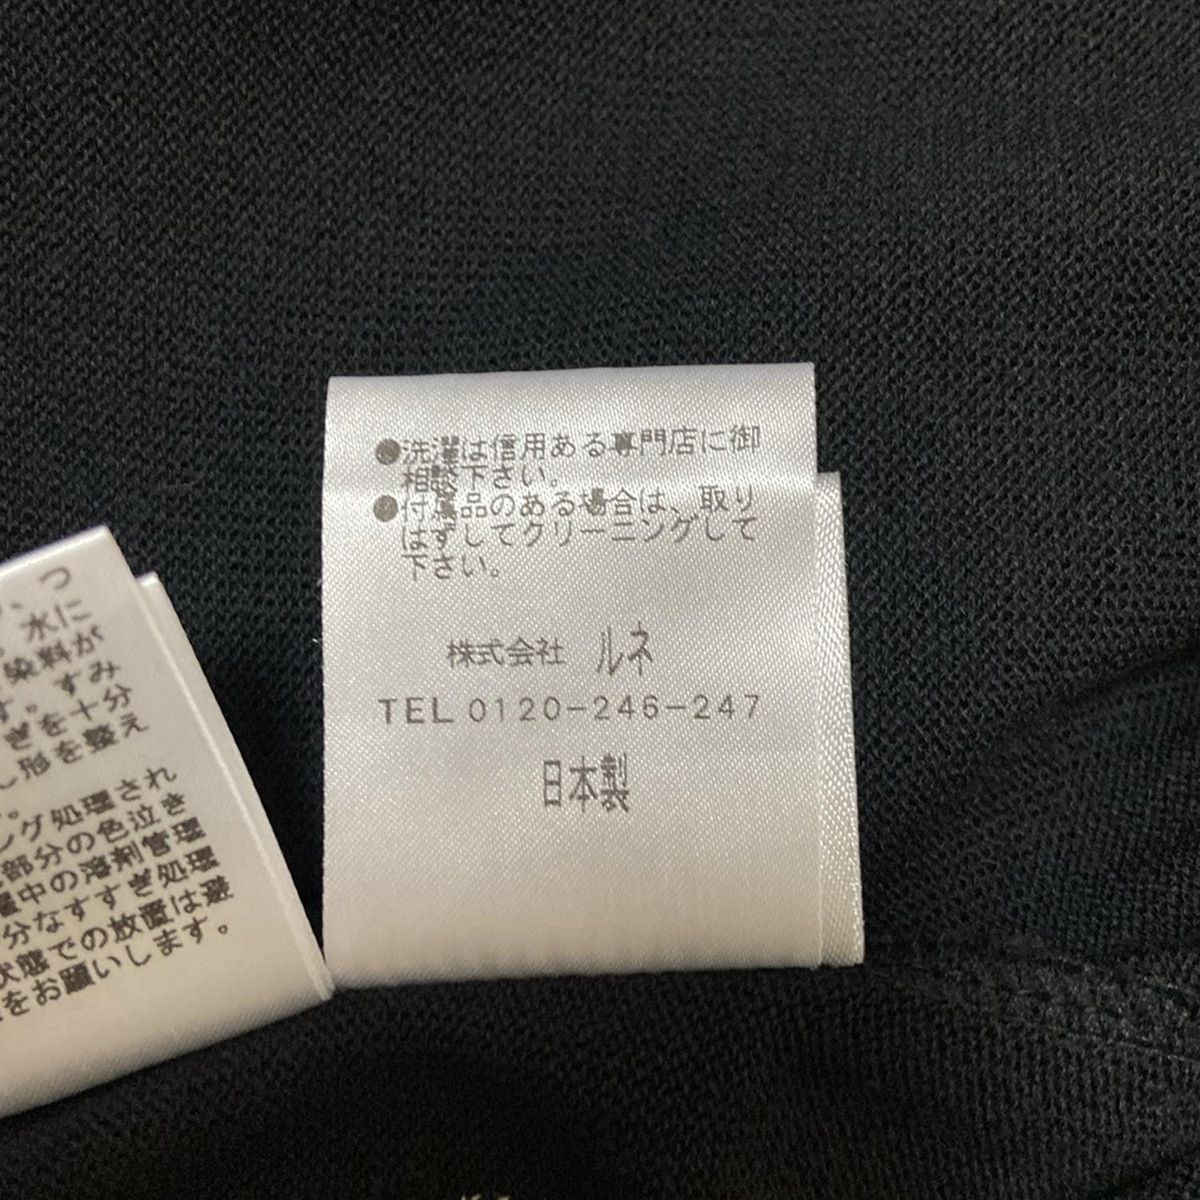 ●洗濯は信用ある専門店に御
相談下さい。
●付属品のある場合は、取り
はずしてクリーニングして
下さい。
株式会社 ルネ
TEL 0120-246-247
日本製
、つ
水に
染料が
す。すみ
ぎを十分
し形を整え
。
ング処理され
部分の色泣き
中の溶剤管理
分なすすぎ処理
状態での放置は避
をお願いします。